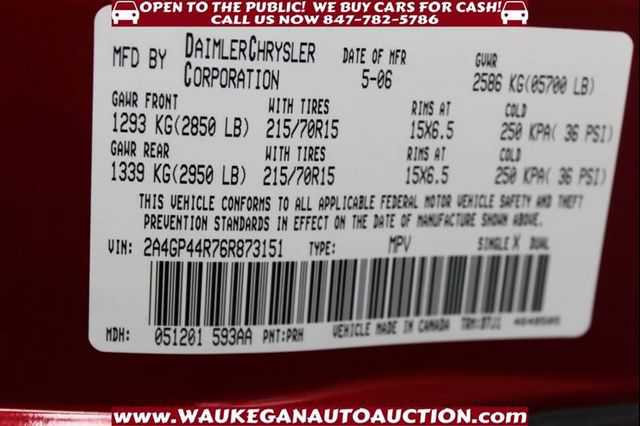 OPEN TO THE PUBLIC! WE BUY CARS FOR CASH!
CALL US NOW 847-782-5786
MFD BY DAIMLERCHRYSLER CORPORATION DATE OF MFR 5-06 GVWR 2586 KG(05700 LB)
GAWR FRONT WITH TIRES RIMS AT COLD
1293 KG(2850 LB) 215/70R15 15X6.5 250 KPA( 36 PSI)
GAWR REAR WITH TIRES RIMS AT COLD
1339 KG(2950 LB) 215/70R15 15X6.5 250 KPA( 36 PSI)
THIS VEHICLE CONFORMS TO ALL APPLICABLE FEDERAL MOTOR VEHICLE SAFETY AND THEFT
PREVENTION STANDARDS IN EFFECT ON THE DATE OF MANUFACTURE SHOWN ABOVE.
VIN: 2A4GP44R76R873151 TYPE: MPV SINGLE X DUAL
MDH: 051201 593AA PNT:PRH VEHICLE MADE IN CANADA
WWW.WAUKEGANAUTOAUCTION.COM